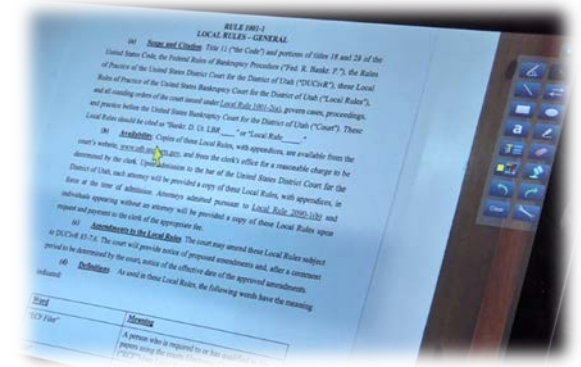 RULE 1001-1
LOCAL RULES – GENERAL
(a) Scope and Citation. Title 11 ("the Code") and portions of titles 18 and 28 of the
United States Code, the Federal Rules of Bankruptcy Procedure ("Fed. R. Bankr. P."), the Rules
of Practice of the United States District Court for the District of Utah ("DUCivR"), these Local
Rules of Practice of the United States Bankruptcy Court for the District of Utah ("Local Rules"),
and all standing orders of the court issued under Local Rule 1001-2(a), govern cases, proceedings,
and practice before the United States Bankruptcy Court for the District of Utah ("Court"). These
Local Rules should be cited as "Bankr. D. Ut. LBR____" or "Local Rule____."
(b) Availability. Copies of these Local Rules, with appendices, are available from the
court's website, and from the clerk's office for a reasonable charge to be
determined by the clerk. Upon admission to the bar of the United States District Court for the
District of Utah, each attorney will be provided a copy of these Local Rules, with appendices, in
force at the time of admission. Attorneys admitted pursuant to Local Rule 2090-1(b) and
individuals appearing without an attorney will be provided a copy of these Local Rules upon
request and payment to the clerk of the appropriate fee.
(c) Amendments to the Local Rules. The court may amend these Local Rules subject
to DUCivR 83-7.6. The court will provide notice of proposed amendments and, after a comment
period to be determined by the court, notice of the effective date of the approved amendments.
(d) Definitions. As used in these Local Rules, the following words have the meaning
indicated:
Word Meaning
"ECF Filer" A person who is required to or has
papers using the
a
T
Clear